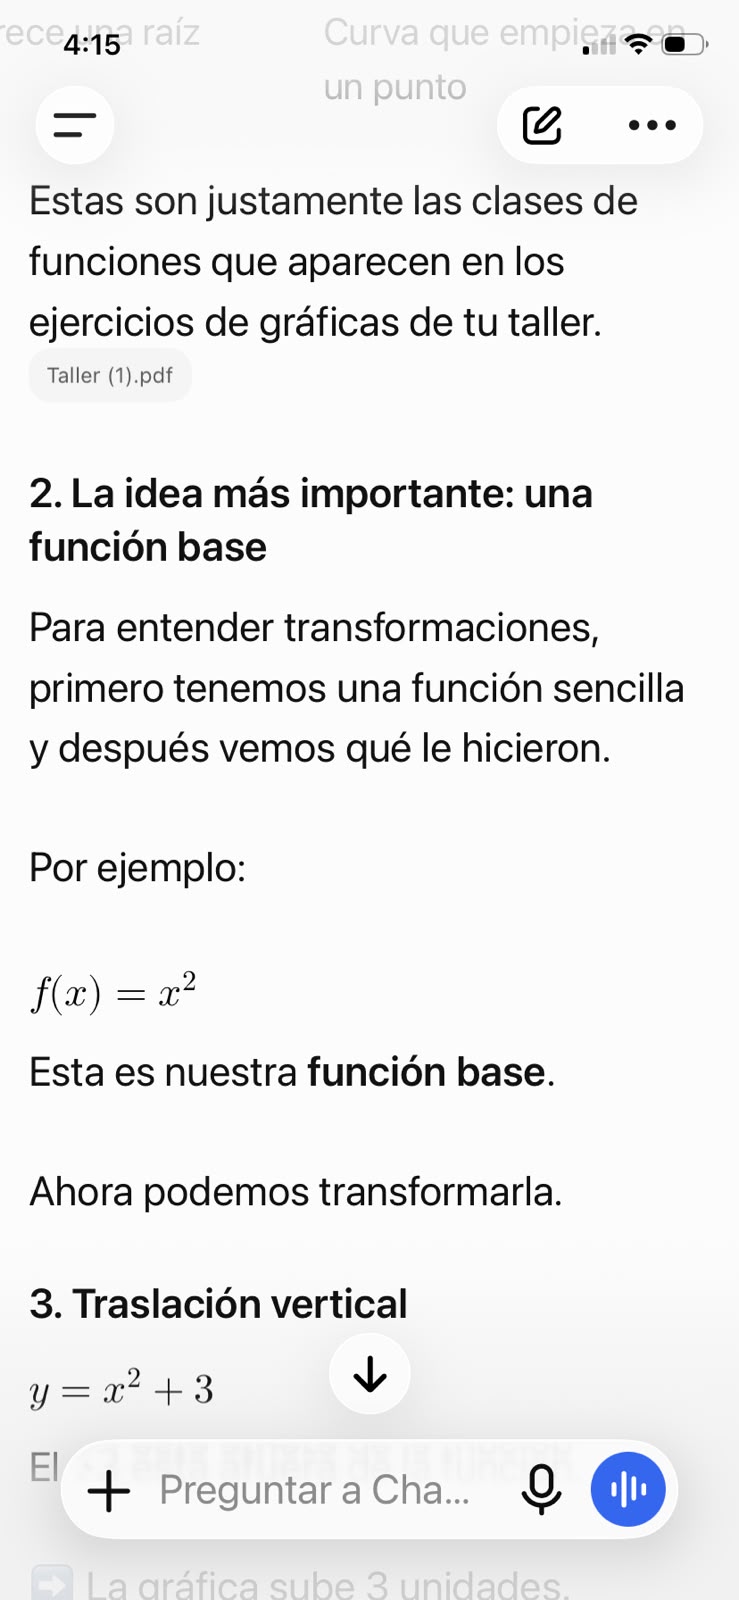 rece una raíz
Curva que empieza en
un punto
4:15
Estas son justamente las clases de
funciones que aparecen en los
ejercicios de gráficas de tu taller.
Taller (1).pdf
2. La idea más importante: una
función base
Para entender transformaciones,
primero tenemos una función sencilla
y después vemos qué le hicieron.
Por ejemplo:
f(x) = x²
Esta es nuestra función base.
Ahora podemos transformarla.
3. Traslación vertical
y = x² + 3
El
Preguntar a Cha...
La gráfica sube 3 unidades.